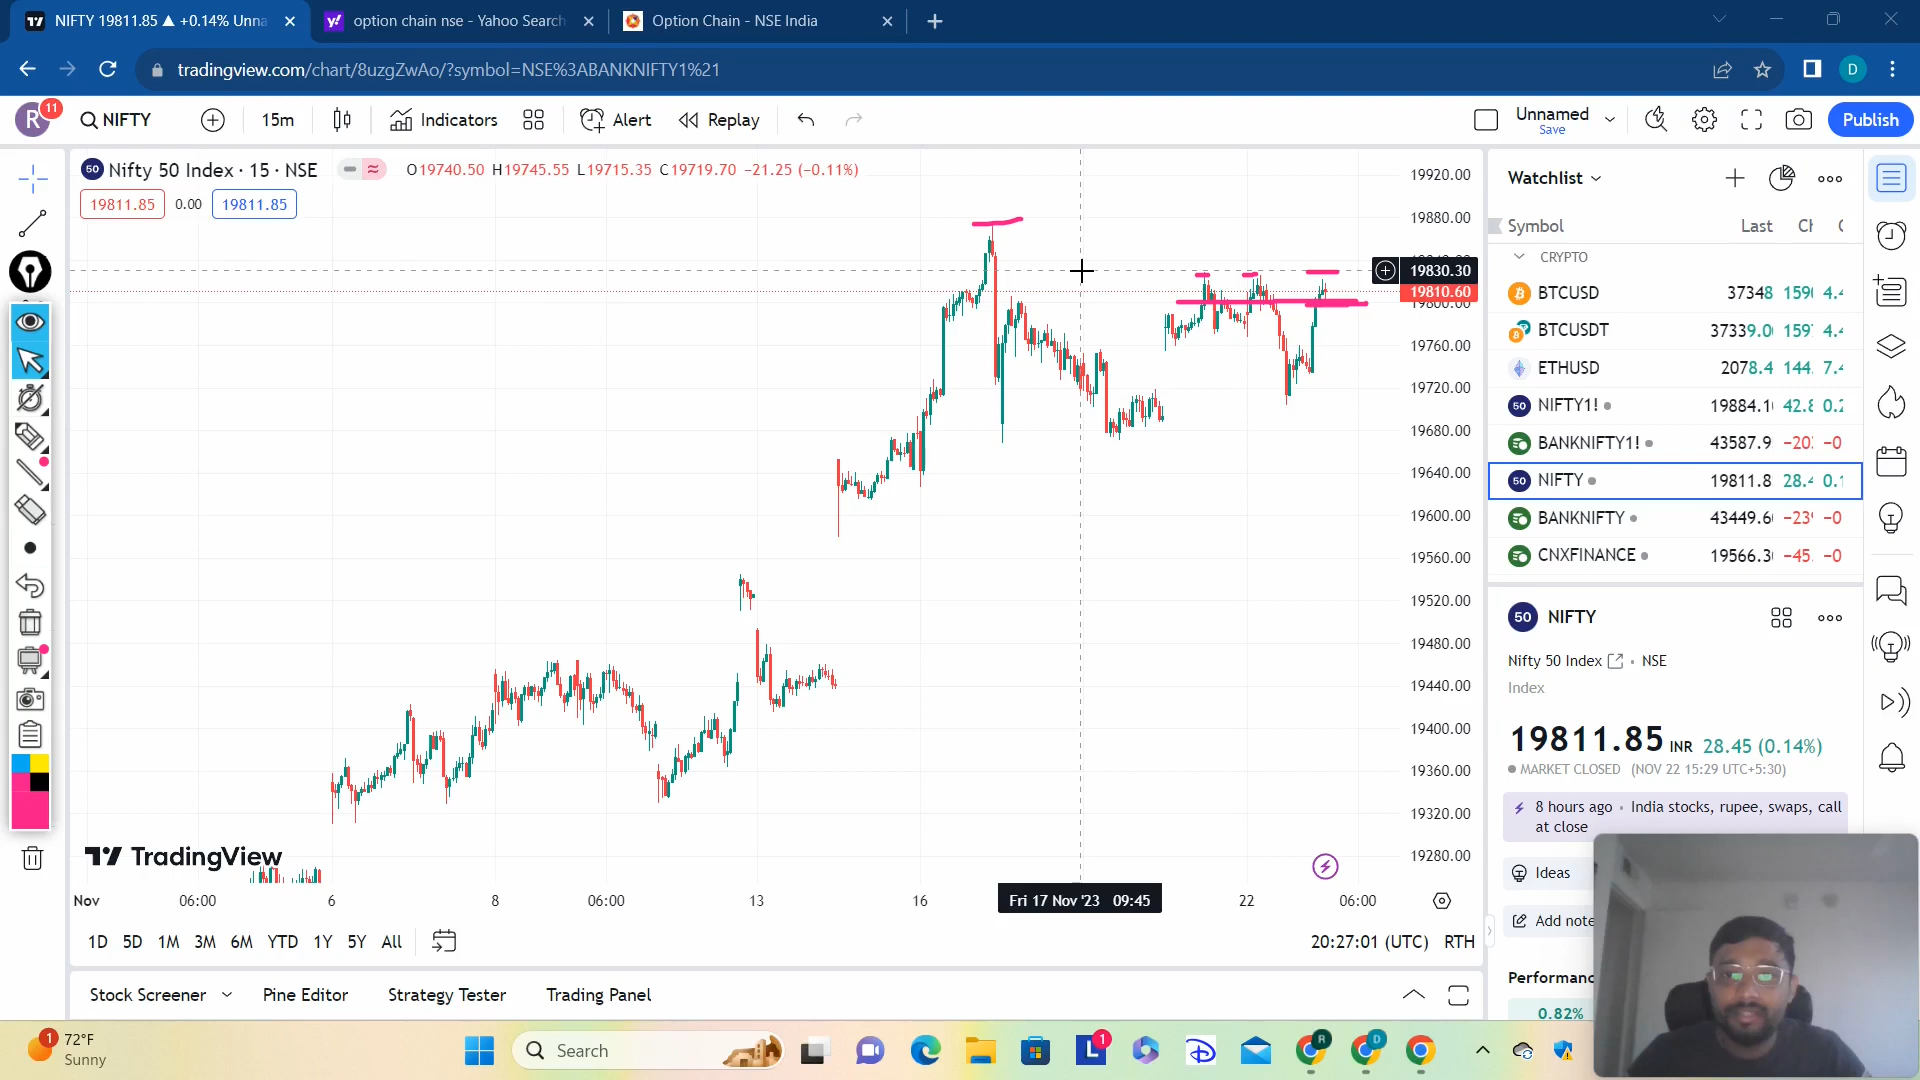 NIFTY 19811.85 ▲ +0.14% Unna
option chain nse - Yahoo Search
Option Chain - NSE India
tradingview.com/chart/8uzgZwAo/?symbol=NSE%3ABANKNIFTY1%21
D
R
11
NIFTY
15m
Indicators
Alert
Replay
Unnamed
Save
Publish
50
Nifty 50 Index · 15 · NSE
O19740.50 H19745.55 L19715.35 C19719.70 −21.25 (−0.11%)
19811.85
0.00
19811.85
19920.00
19880.00
19830.30
19810.60
19760.00
19720.00
19680.00
19640.00
19600.00
19560.00
19520.00
19480.00
19440.00
19400.00
19360.00
19320.00
19280.00
TradingView
Nov
06:00
6
8
06:00
13
16
Fri 17 Nov '23 09:45
22
06:00
1D 5D 1M 3M 6M YTD 1Y 5Y All
20:27:01 (UTC) RTH
Stock Screener
Pine Editor
Strategy Tester
Trading Panel
Watchlist
Symbol Last
CRYPTO
BTCUSD 37348
BTCUSDT
ETHUSD 2078.4
50 NIFTY1!
BANKNIFTY1! 43587.9
50 NIFTY 19811.8
BANKNIFTY
CNXFINANCE
50 NIFTY
Nifty 50 Index • NSE
Index
19811.85 INR 28.45 (0.14%)
MARKET CLOSED (NOV 22 15:29 UTC+5:30)
8 hours ago • India stocks, rupee, swaps, call
at close
Ideas
Add note
Performanc
0.82%
1
72°F
Sunny
Search
L
1
R
D